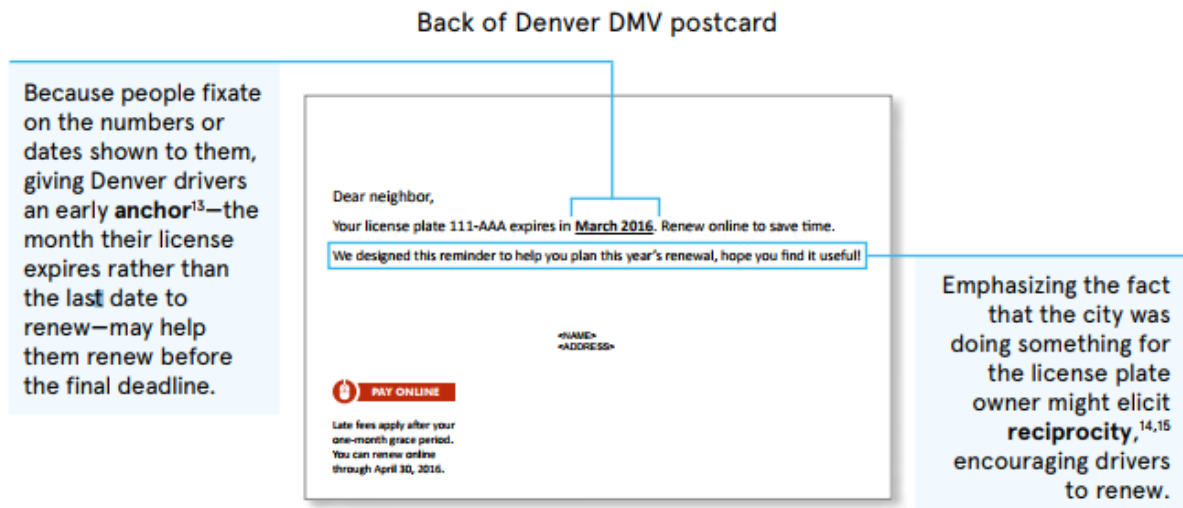 Back of Denver DMV postcard
Because people fixate
on the numbers or
dates shown to them,
giving Denver drivers
an early anchor¹³—the
month their license
expires rather than
the last date to
renew—may help
them renew before
the final deadline.
Dear neighbor,
Your license plate 111-AAA expires in March 2016. Renew online to save time.
We designed this reminder to help you plan this year's renewal, hope you find it useful!
<NAME>
<ADDRESS>
PAY ONLINE
Late fees apply after your
one-month grace period.
You can renew online
through April 30, 2016.
Emphasizing the fact
that the city was
doing something for
the license plate
owner might elicit
reciprocity,¹⁴,¹⁵
encouraging drivers
to renew.